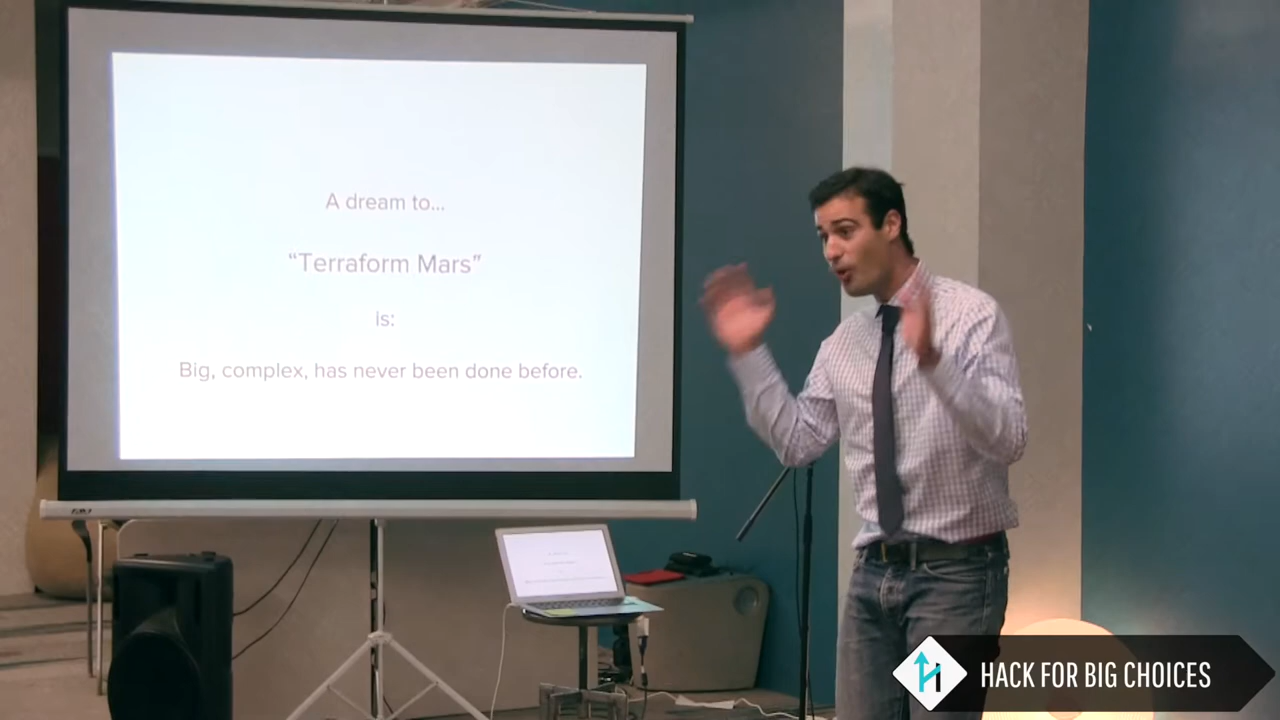 A dream to...
“Terraform Mars”
is:
Big, complex, has never been done before.
HACK FOR BIG CHOICES